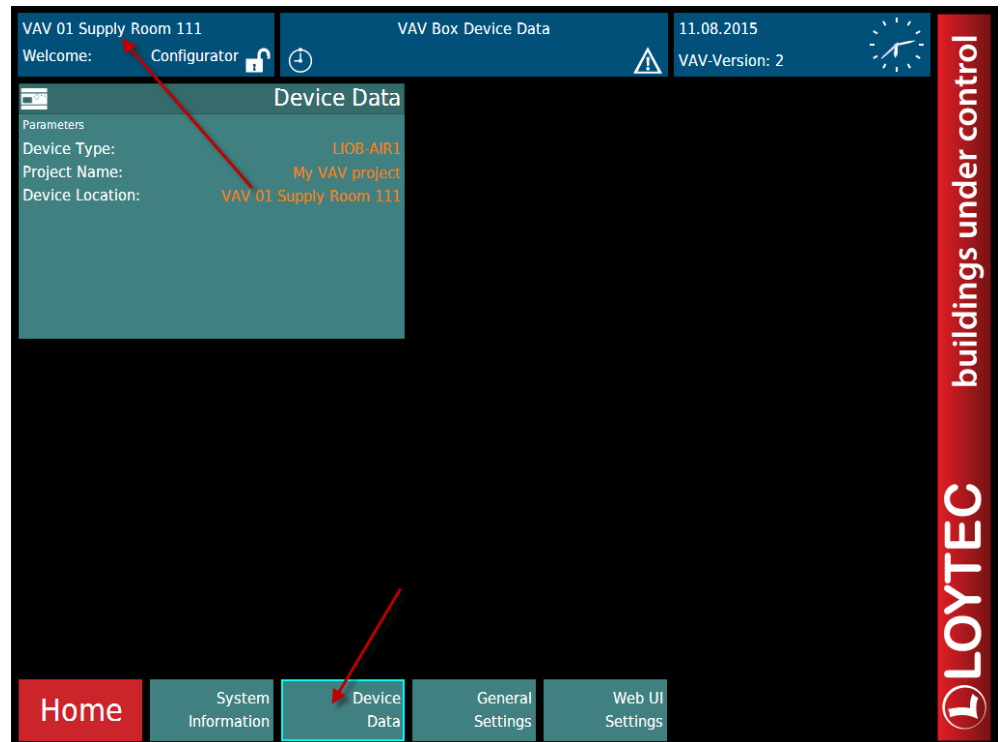 VAV 01 Supply Room 111
Welcome: Configurator
VAV Box Device Data
11.08.2015
VAV-Version: 2
Device Data
Parameters
Device Type: LIOB-AIR1
Project Name: My VAV project
Device Location: VAV 01 Supply Room 111
Home
System
Information
Device
Data
General
Settings
Web UI
Settings
LOYTEC buildings under control